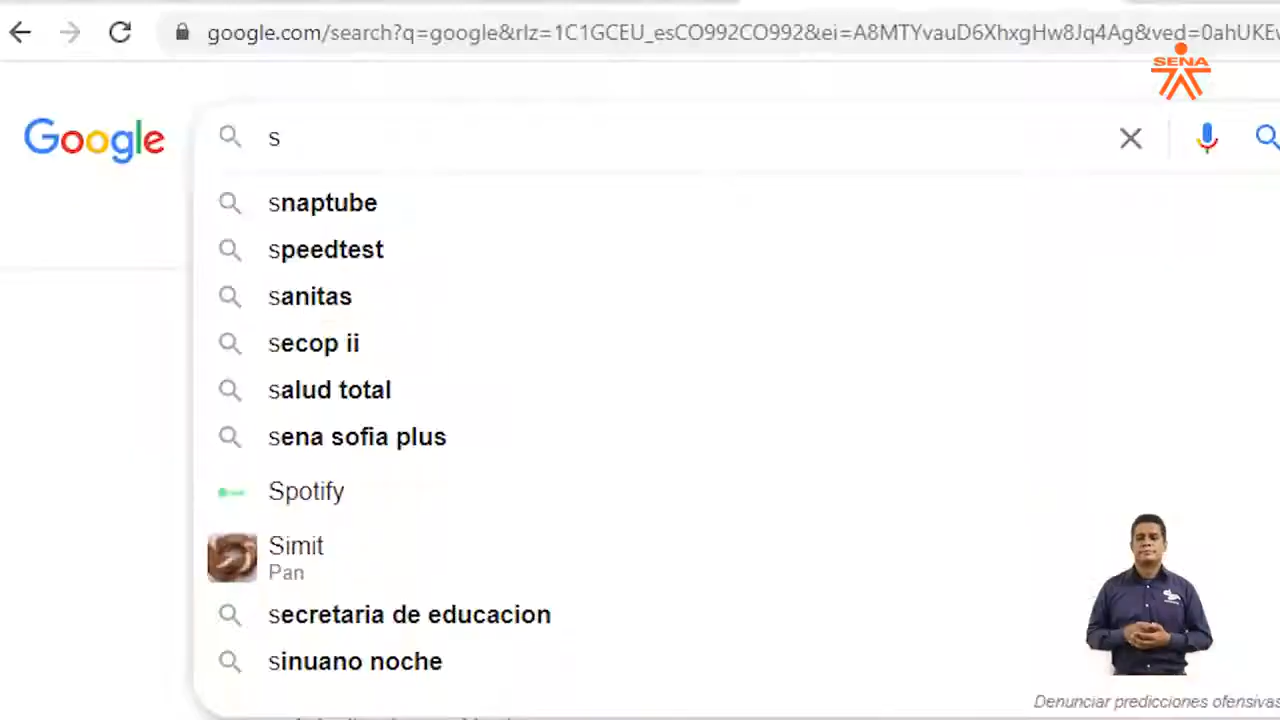 google.com/search?q=google&rlz=1C1GCEU_esCO992CO992&ei=A8MTYvauD6XhxgHw8Jq4Ag&ved=0ahUKEv
SENA
Google
s
snaptube
speedtest
sanitas
secop ii
salud total
sena sofia plus
Spotify
Simit
Pan
secretaria de educacion
sinuano noche
Denunciar predicciones ofensivas